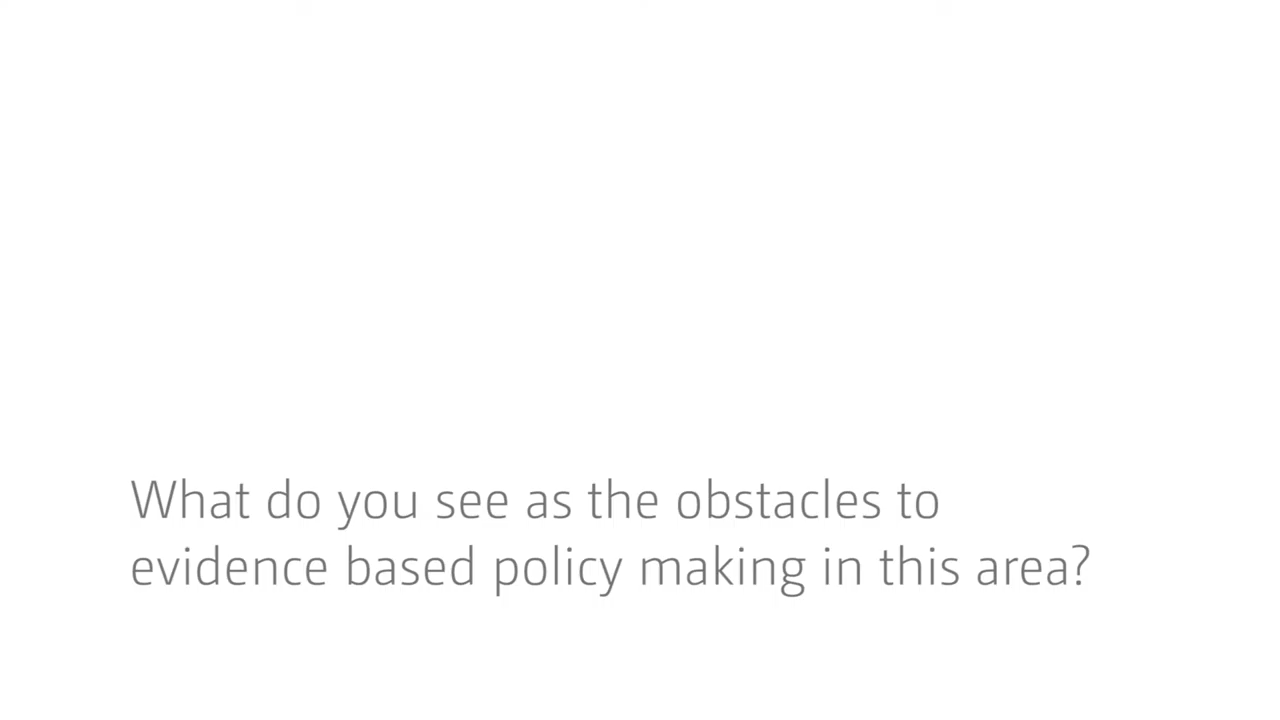 What do you see as the obstacles to
evidence based policy making in this area?